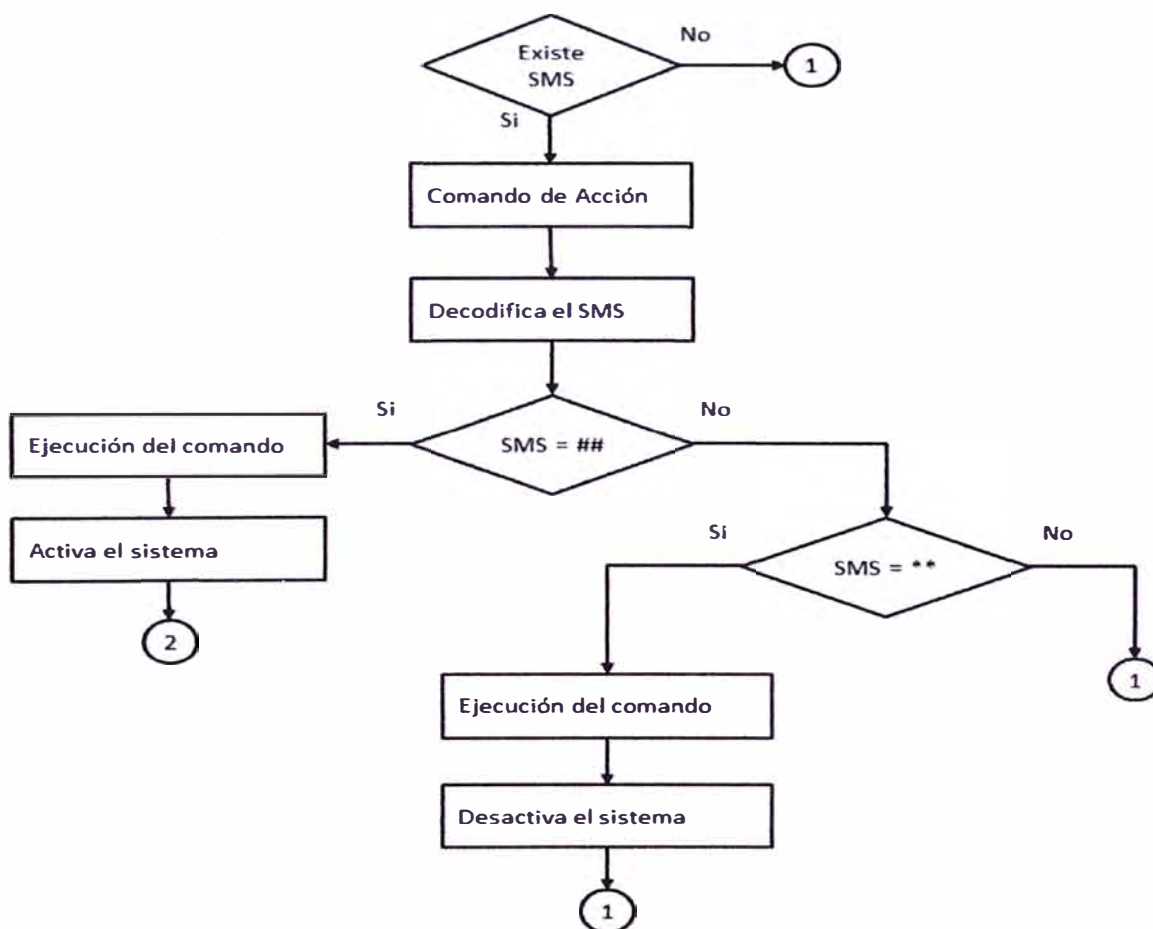 Existe
SMS
No
1
Si
Comando de Acción
Decodifica el SMS
Si
SMS = ##
No
Ejecución del comando
Activa el sistema
2
Si
SMS = **
No
1
Ejecución del comando
Desactiva el sistema
1